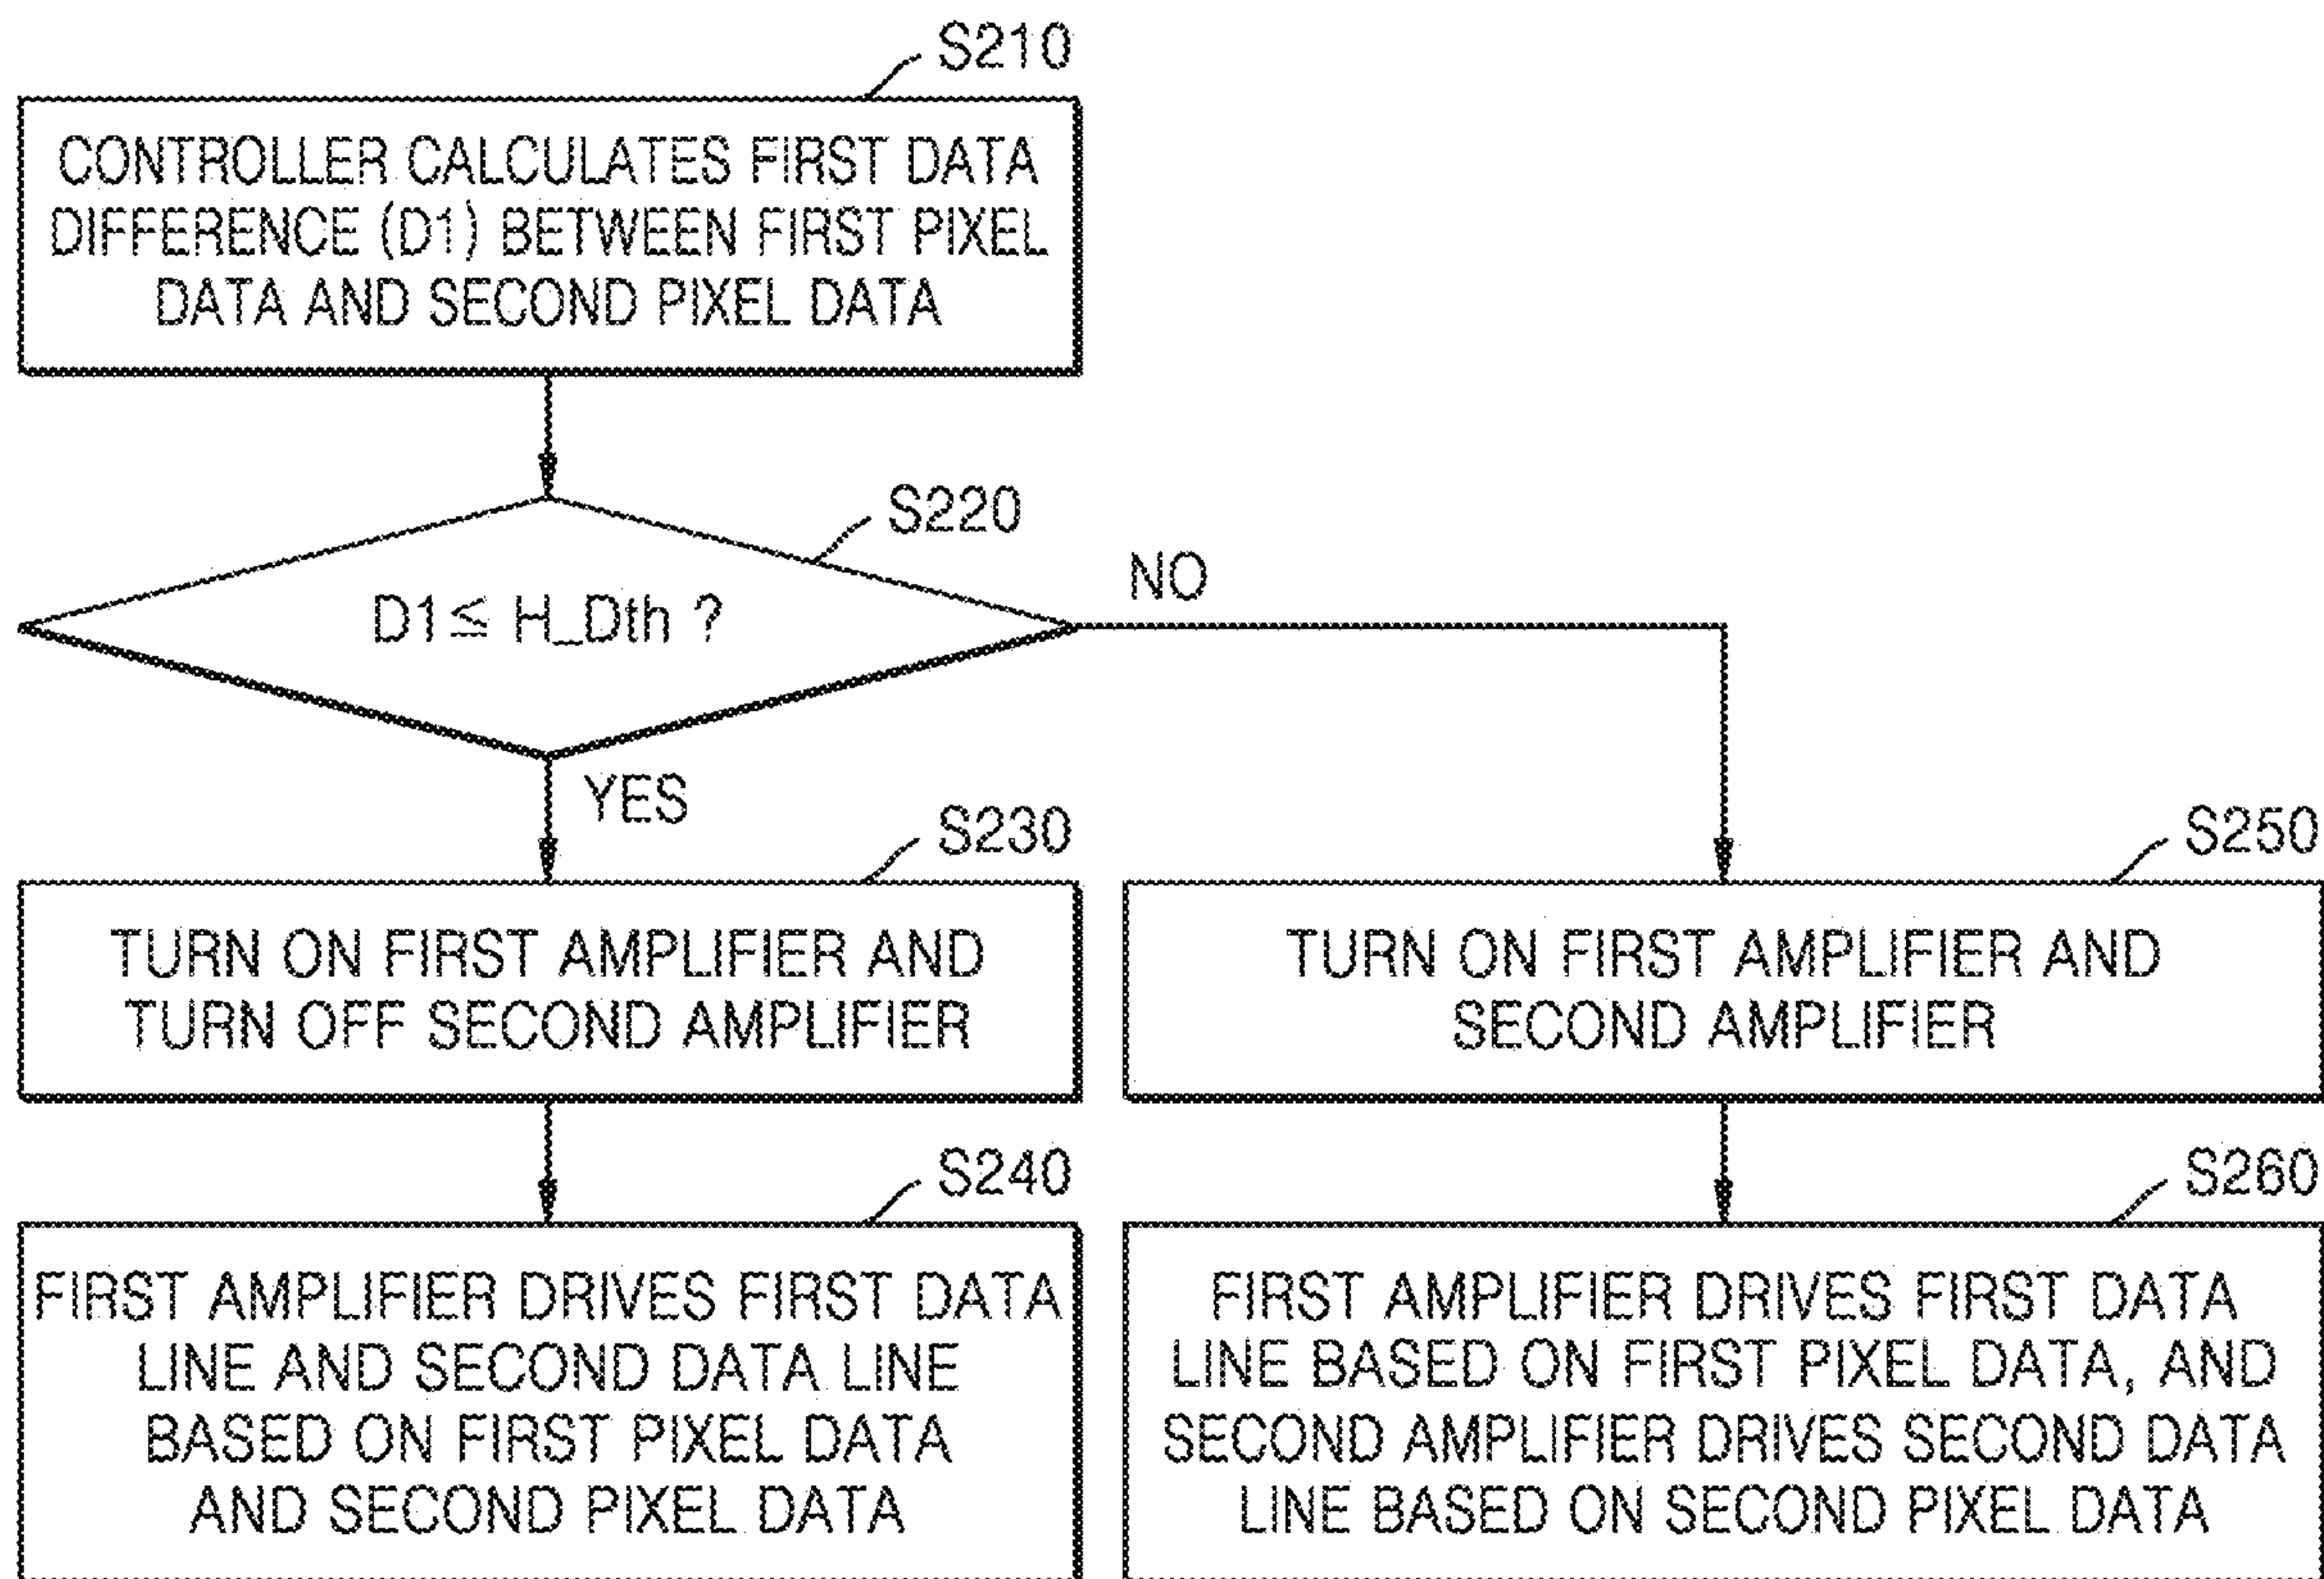 S210
CONTROLLER CALCULATES FIRST DATA
DIFFERENCE (D1) BETWEEN FIRST PIXEL
DATA AND SECOND PIXEL DATA
S220
D1≦ H_Dth ?
NO
YES
S230
TURN ON FIRST AMPLIFIER AND
TURN OFF SECOND AMPLIFIER
S240
FIRST AMPLIFIER DRIVES FIRST DATA
LINE AND SECOND DATA LINE
BASED ON FIRST PIXEL DATA
AND SECOND PIXEL DATA
S250
TURN ON FIRST AMPLIFIER AND
SECOND AMPLIFIER
S260
FIRST AMPLIFIER DRIVES FIRST DATA
LINE BASED ON FIRST PIXEL DATA, AND
SECOND AMPLIFIER DRIVES SECOND DATA
LINE BASED ON SECOND PIXEL DATA